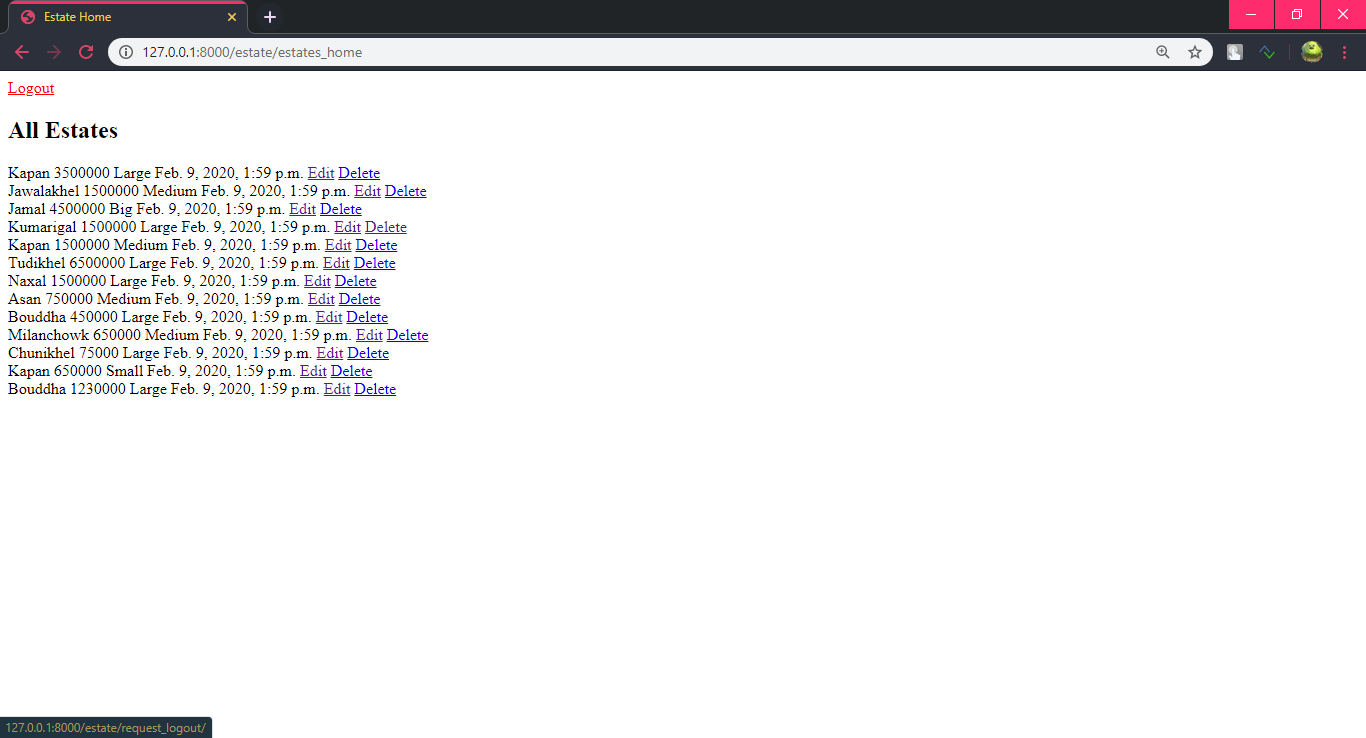 Estate Home
127.0.0.1:8000/estate/estates_home
Logout
All Estates
Kapan 3500000 Large Feb. 9, 2020, 1:59 p.m. Edit Delete
Jawalakhel 1500000 Medium Feb. 9, 2020, 1:59 p.m. Edit Delete
Jamal 4500000 Big Feb. 9, 2020, 1:59 p.m. Edit Delete
Kumarigal 1500000 Large Feb. 9, 2020, 1:59 p.m. Edit Delete
Kapan 1500000 Medium Feb. 9, 2020, 1:59 p.m. Edit Delete
Tudikhel 6500000 Large Feb. 9, 2020, 1:59 p.m. Edit Delete
Naxal 1500000 Large Feb. 9, 2020, 1:59 p.m. Edit Delete
Asan 750000 Medium Feb. 9, 2020, 1:59 p.m. Edit Delete
Bouddha 450000 Large Feb. 9, 2020, 1:59 p.m. Edit Delete
Milanchowk 650000 Medium Feb. 9, 2020, 1:59 p.m. Edit Delete
Chunikhel 75000 Large Feb. 9, 2020, 1:59 p.m. Edit Delete
Kapan 650000 Small Feb. 9, 2020, 1:59 p.m. Edit Delete
Bouddha 1230000 Large Feb. 9, 2020, 1:59 p.m. Edit Delete
127.0.0.1:8000/estate/request_logout/